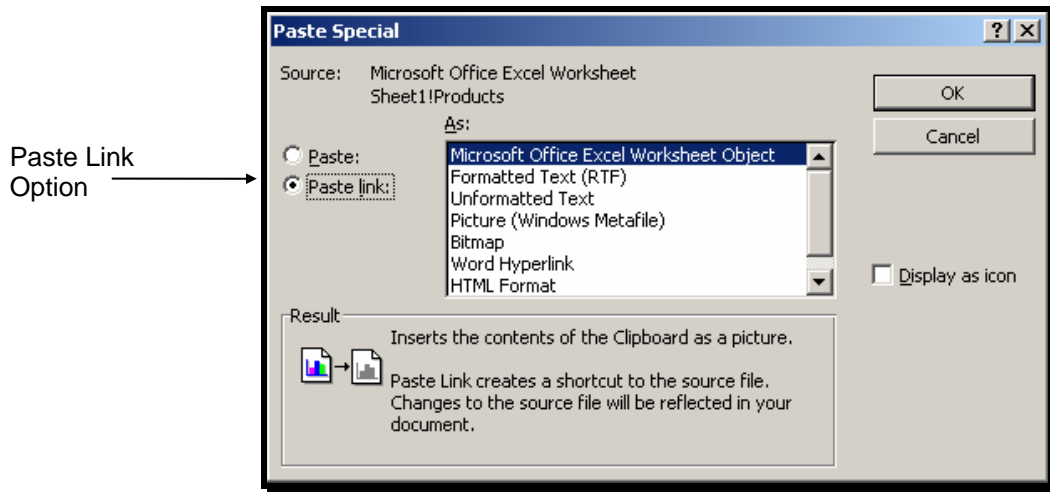 Paste Special
Source: Microsoft Office Excel Worksheet
Sheet1!Products
As:
Paste:
Paste link:
Microsoft Office Excel Worksheet Object
Formatted Text (RTF)
Unformatted Text
Picture (Windows Metafile)
Bitmap
Word Hyperlink
HTML Format
OK
Cancel
Display as icon
Result
Inserts the contents of the Clipboard as a picture.
Paste Link creates a shortcut to the source file.
Changes to the source file will be reflected in your
document.
Paste Link
Option